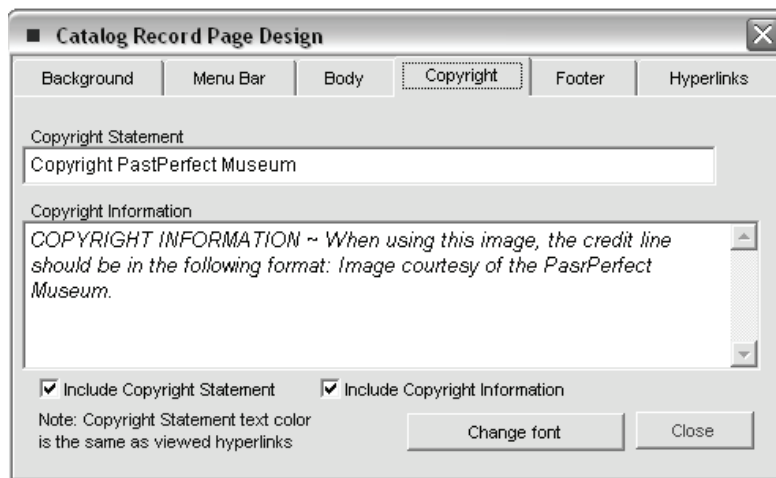 Catalog Record Page Design
Background
Menu Bar
Body
Copyright
Footer
Hyperlinks
Copyright Statement
Copyright PastPerfect Museum
Copyright Information
COPYRIGHT INFORMATION ~ When using this image, the credit line
should be in the following format: Image courtesy of the PasrPerfect
Museum.
Include Copyright Statement
Include Copyright Information
Note: Copyright Statement text color
is the same as viewed hyperlinks
Change font
Close